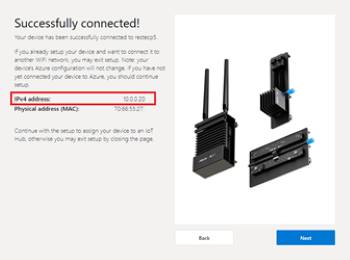 Successfully connected!
Your device has been successfully connected to restecp5.
If you already setup your device and want to connect it
to another WiFi network, you may exit setup. Note: your
device's Azure configuration will not change. If you have not
yet connected your device to Azure, you should continue
setup.
IPv4 address: 10.0.0.20
Physical address (MAC): 70:66:55:27:
Continue with the setup to assign your device to an IoT
Hub, otherwise you may exit setup by closing the page.
Back
Next